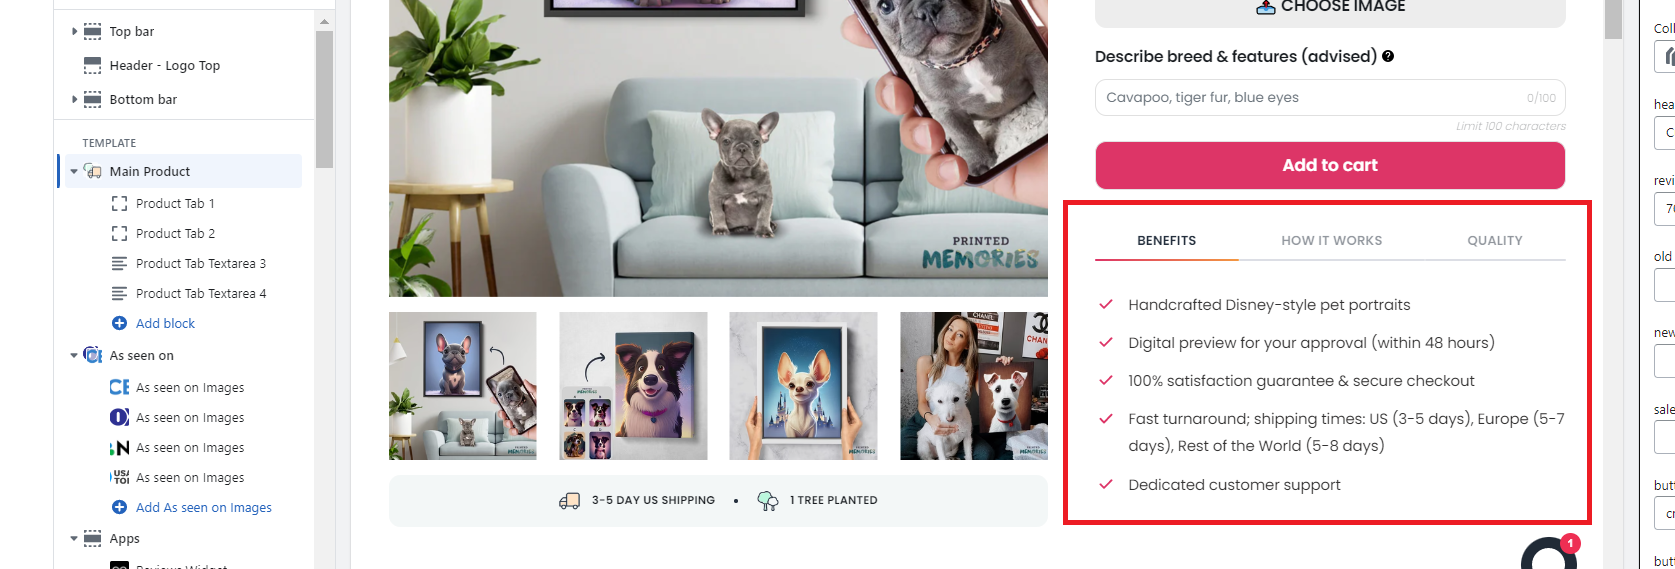 Top bar
Header - Logo Top
Bottom bar
TEMPLATE
Main Product
Product Tab 1
Product Tab 2
Product Tab Textarea 3
Product Tab Textarea 4
Add block
As seen on
As seen on Images
As seen on Images
As seen on Images
As seen on Images
Add As seen on Images
Apps
PRINTED
MEMORIES
3-5 DAY US SHIPPING • 1 TREE PLANTED
CHOOSE IMAGE
Describe breed & features (advised)
Cavapoo, tiger fur, blue eyes 0/100
Limit 100 characters
Add to cart
BENEFITS HOW IT WORKS QUALITY
Handcrafted Disney-style pet portraits
Digital preview for your approval (within 48 hours)
100% satisfaction guarantee & secure checkout
Fast turnaround; shipping times: US (3-5 days), Europe (5-7
days), Rest of the World (5-8 days)
Dedicated customer support
1
old
new
sale